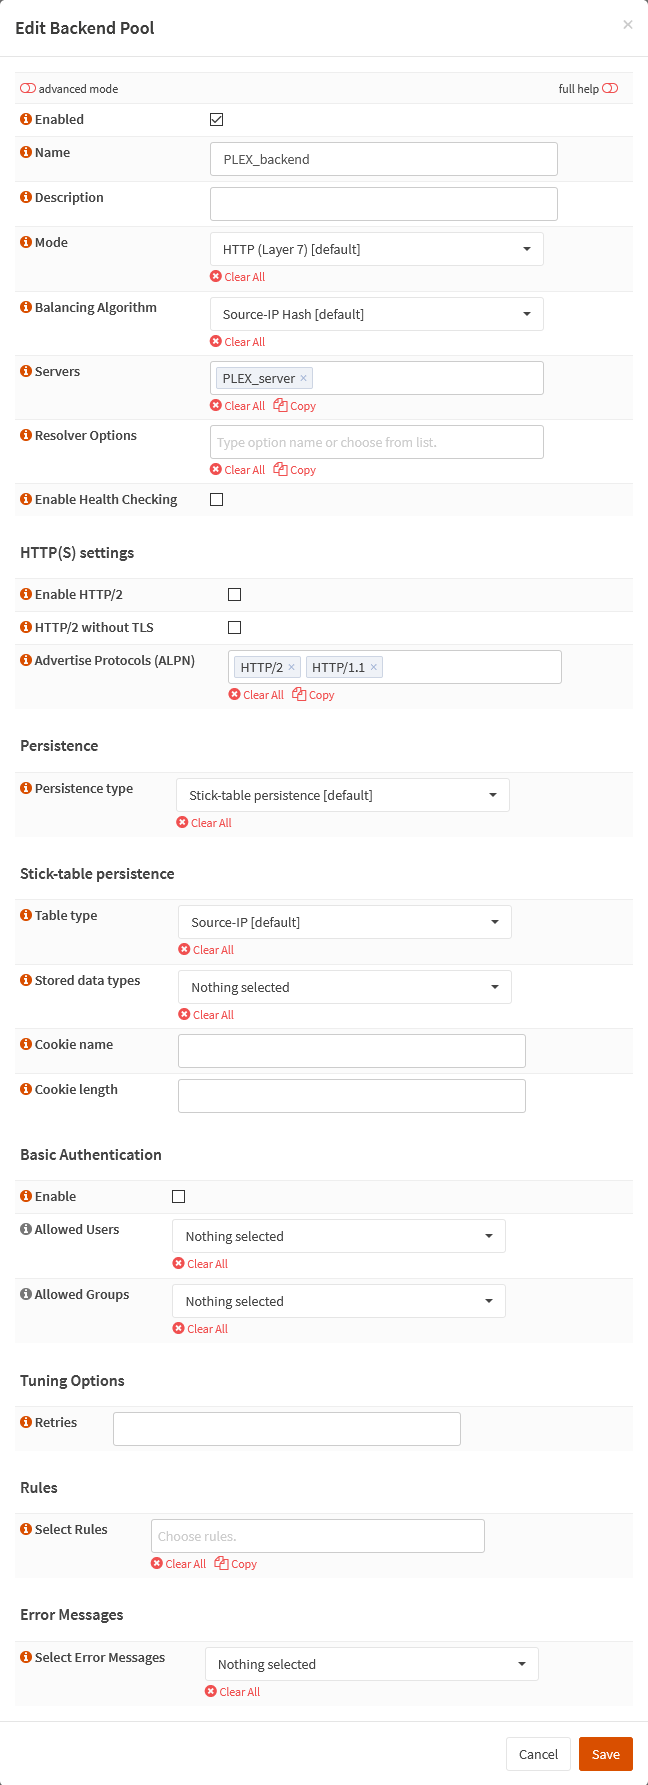 Edit Backend Pool ×
advanced mode full help
Enabled
Name PLEX_backend
Description
Mode HTTP (Layer 7) [default]
Clear All
Balancing Algorithm Source-IP Hash [default]
Clear All
Servers PLEX_server ×
Clear All Copy
Resolver Options Type option name or choose from list.
Clear All Copy
Enable Health Checking
HTTP(S) settings
Enable HTTP/2
HTTP/2 without TLS
Advertise Protocols (ALPN) HTTP/2 × HTTP/1.1 ×
Clear All Copy
Persistence
Persistence type Stick-table persistence [default]
Clear All
Stick-table persistence
Table type Source-IP [default]
Clear All
Stored data types Nothing selected
Clear All
Cookie name
Cookie length
Basic Authentication
Enable
Allowed Users Nothing selected
Clear All
Allowed Groups Nothing selected
Clear All
Tuning Options
Retries
Rules
Select Rules Choose rules.
Clear All Copy
Error Messages
Select Error Messages Nothing selected
Clear All
Cancel Save